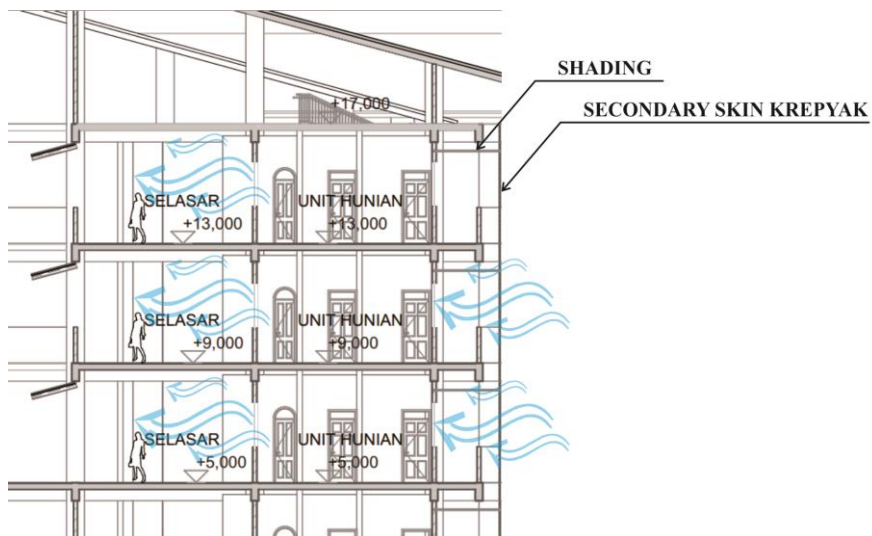 SHADING
SECONDARY SKIN KREPYAK
+17,000
SELASAR
UNIT HUNIAN
+13,000
+13,000
SELASAR
UNIT HUNIAN
+9,000
+9,000
SELASAR
UNIT HUNIAN
+5,000
+5,000